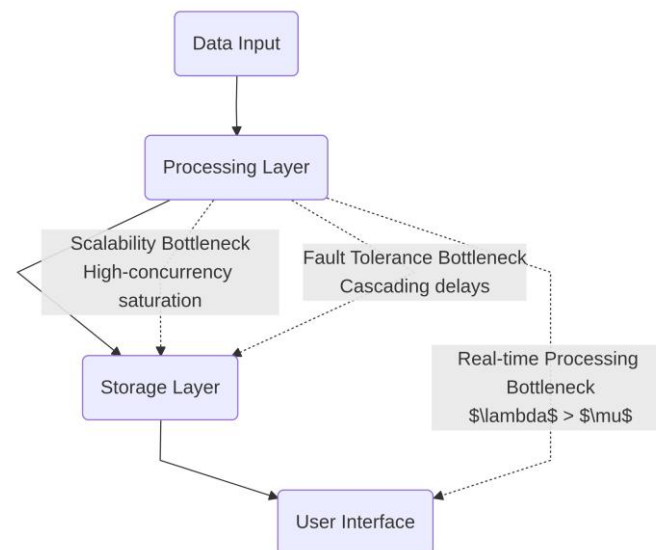 Data Input
Processing Layer
Scalability Bottleneck
High-concurrency
saturation
Fault Tolerance Bottleneck
Cascading delays
Storage Layer
Real-time Processing
Bottleneck
$\lambda$ > $\mu$
User Interface